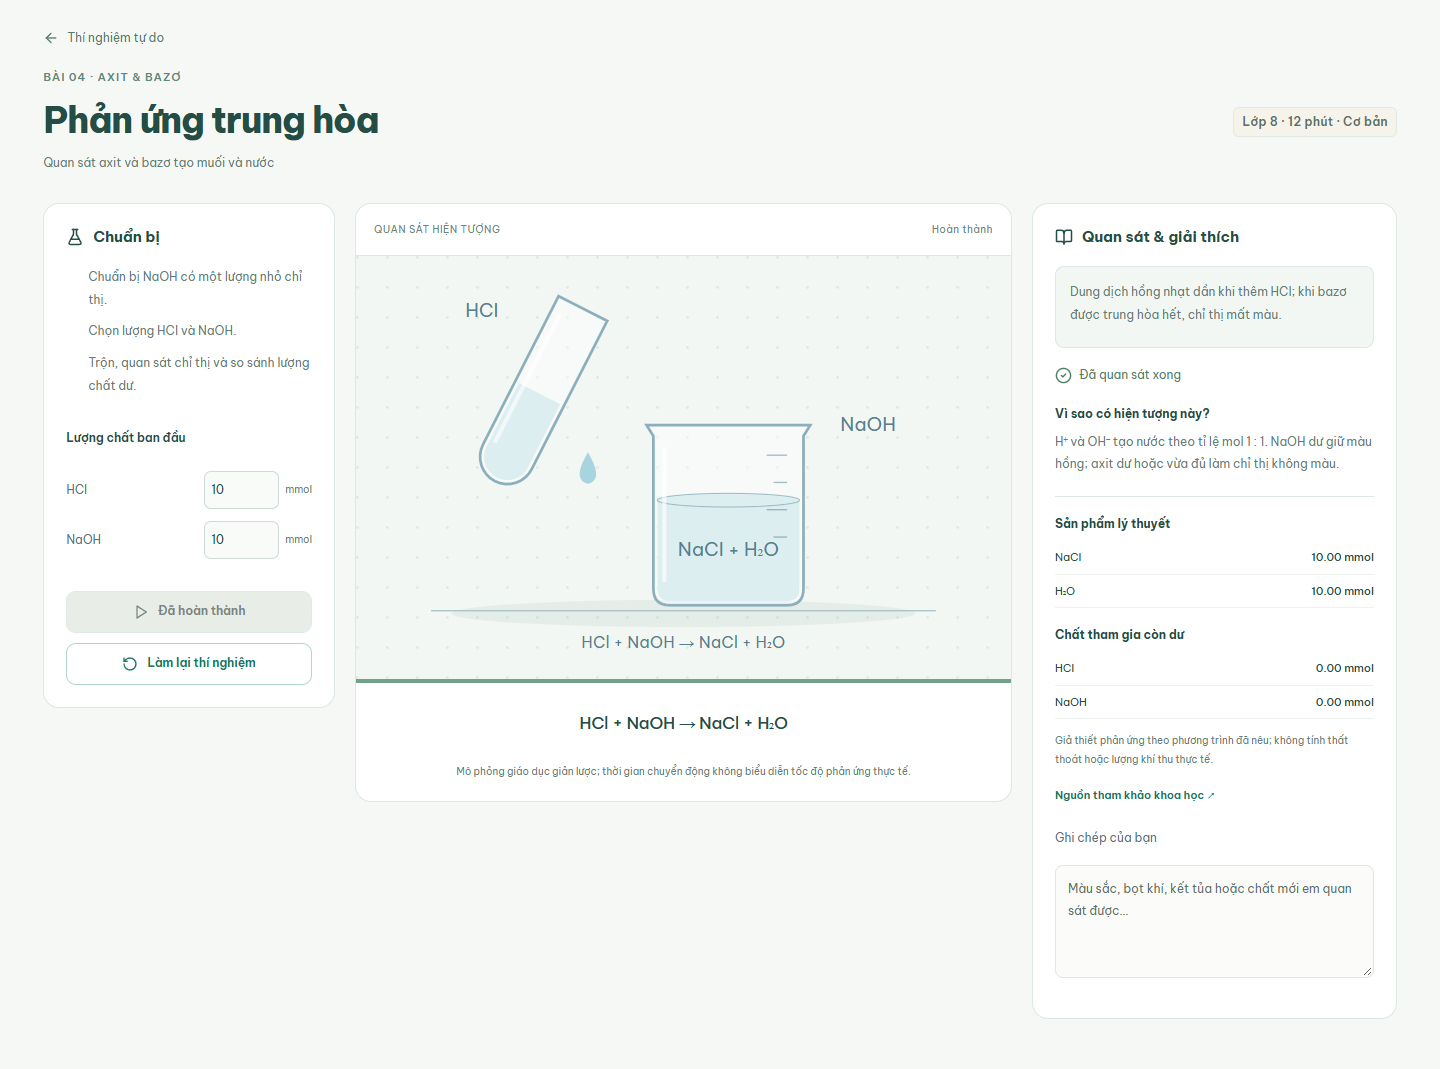 Thí nghiệm tự do
BÀI 04 · AXIT & BAZƠ
Phản ứng trung hòa
Lớp 8 · 12 phút · Cơ bản
Quan sát axit và bazơ tạo muối và nước
Chuẩn bị
Chuẩn bị NaOH có một lượng nhỏ chỉ
thị.
Chọn lượng HCl và NaOH.
Trộn, quan sát chỉ thị và so sánh lượng
chất dư.
Lượng chất ban đầu
HCl 10 mmol
NaOH 10 mmol
Đã hoàn thành
Làm lại thí nghiệm
QUAN SÁT HIỆN TƯỢNG
Hoàn thành
HCl
NaOH
NaCl + H₂O
HCl + NaOH → NaCl + H₂O
HCl + NaOH → NaCl + H₂O
Mô phỏng giáo dục giản lược; thời gian chuyển động không biểu diễn tốc độ phản ứng thực tế.
Quan sát & giải thích
Dung dịch hồng nhạt dần khi thêm HCl; khi bazơ
được trung hòa hết, chỉ thị mất màu.
Đã quan sát xong
Vì sao có hiện tượng này?
H⁺ và OH⁻ tạo nước theo tỉ lệ mol 1 : 1. NaOH dư giữ màu
hồng; axit dư hoặc vừa đủ làm chỉ thị không màu.
Sản phẩm lý thuyết
NaCl 10.00 mmol
H₂O 10.00 mmol
Chất tham gia còn dư
HCl 0.00 mmol
NaOH 0.00 mmol
Giả thiết phản ứng theo phương trình đã nêu; không tính thất
thoát hoặc lượng khí thu thực tế.
Nguồn tham khảo khoa học ↗
Ghi chép của bạn
Màu sắc, bọt khí, kết tủa hoặc chất mới em quan
sát được...